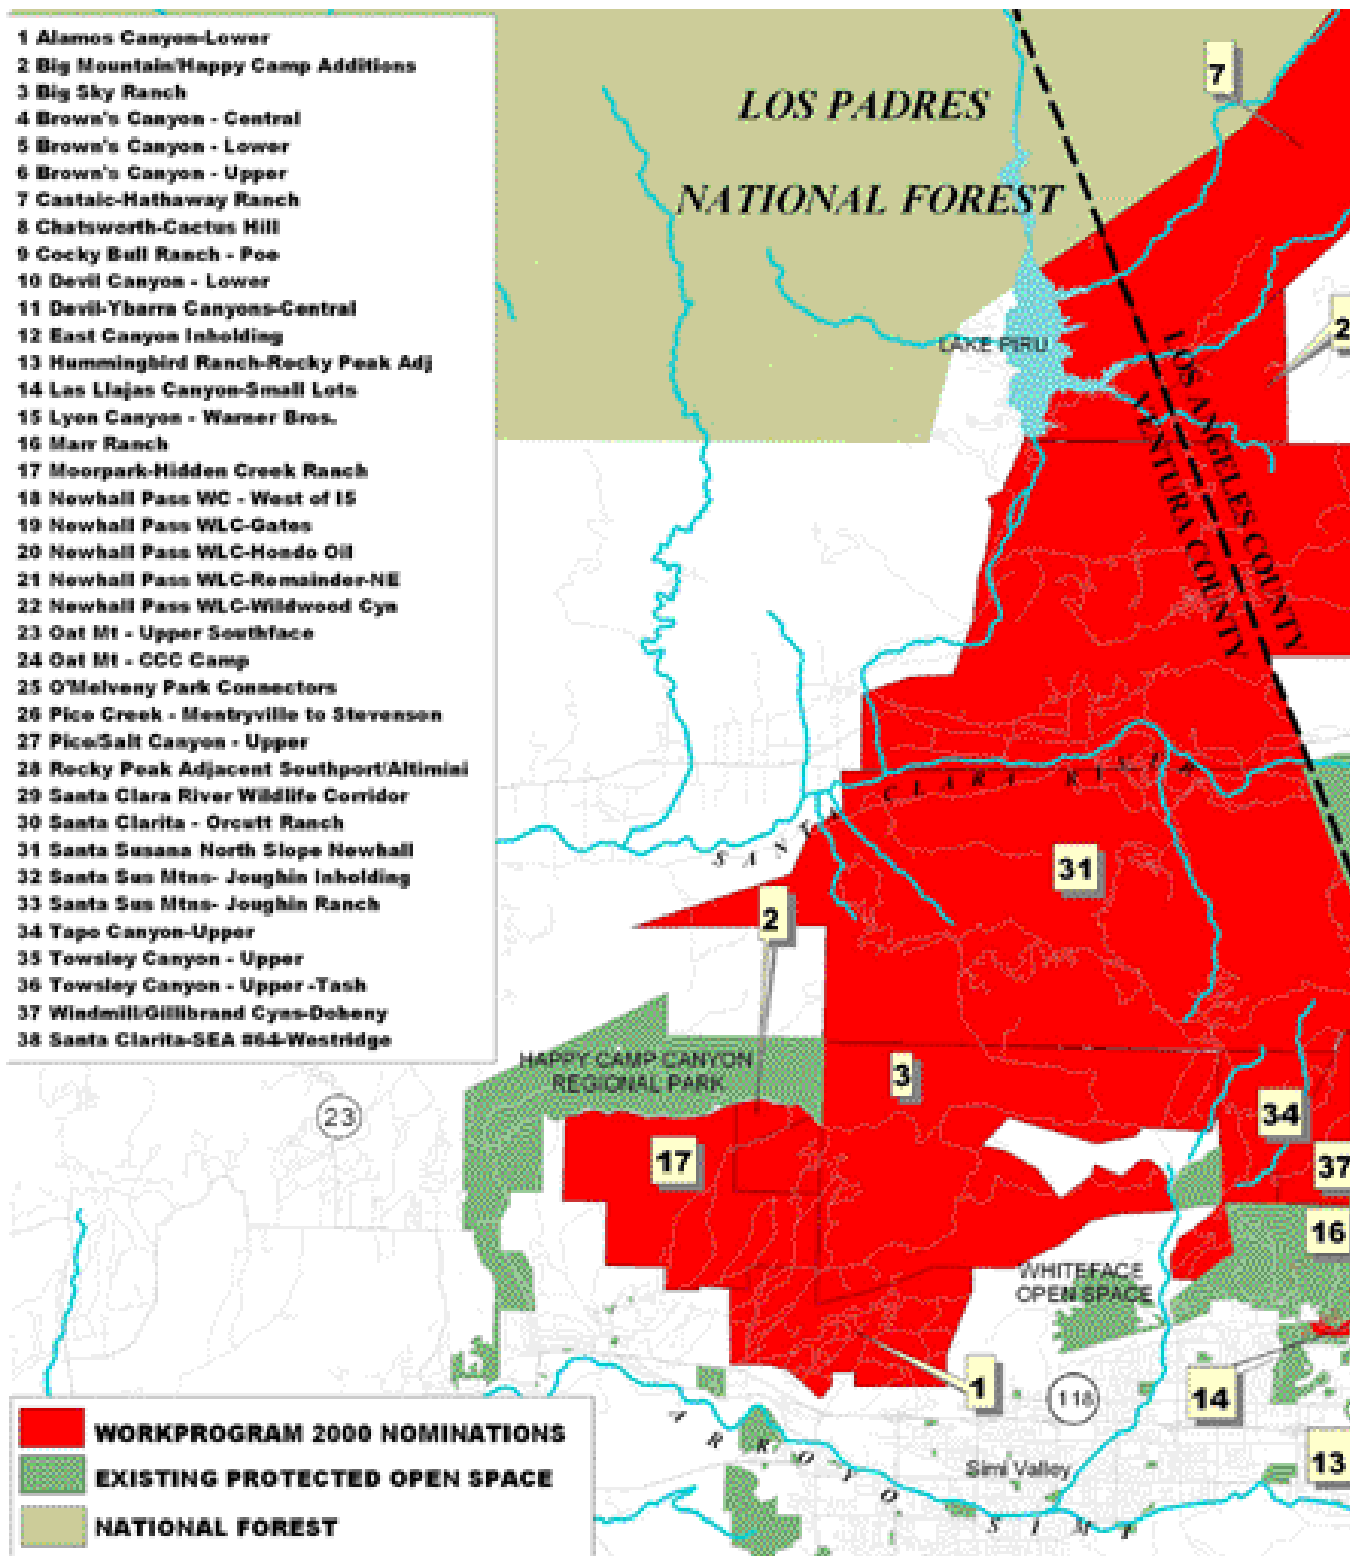 1 Alamos Canyon-Lower
2 Big Mountain/Happy Camp Additions
3 Big Sky Ranch
4 Brown's Canyon - Central
5 Brown's Canyon - Lower
6 Brown's Canyon - Upper
7 Castaic-Hathaway Ranch
8 Chatsworth-Cactus Hill
9 Cocky Bull Ranch - Poe
10 Devil Canyon - Lower
11 Devil-Ybarra Canyons-Central
12 East Canyon Inholding
13 Hummingbird Ranch-Rocky Peak Adj
14 Las Llajas Canyon-Small Lots
15 Lyon Canyon - Warner Bros.
16 Marr Ranch
17 Moorpark-Hidden Creek Ranch
18 Newhall Pass WC - West of I5
19 Newhall Pass WLC-Gates
20 Newhall Pass WLC-Hondo Oil
21 Newhall Pass WLC-Remainder-NE
22 Newhall Pass WLC-Wildwood Cyn
23 Oat Mt - Upper Southface
24 Oat Mt - CCC Camp
25 O'Melveny Park Connectors
26 Pico Creek - Mentryville to Stevenson
27 Pico/Salt Canyon - Upper
28 Rocky Peak Adjacent Southport/Altimini
29 Santa Clara River Wildlife Corridor
30 Santa Clarita - Orcutt Ranch
31 Santa Susana North Slope Newhall
32 Santa Sus Mtns- Joughin Inholding
33 Santa Sus Mtns- Joughin Ranch
34 Tapo Canyon-Upper
35 Towsley Canyon - Upper
36 Towsley Canyon - Upper -Tash
37 Windmill/Gillibrand Cyns-Doheny
38 Santa Clarita-SEA #64-Westridge
LOS PADRES
NATIONAL FOREST
7
2
LAKE PIRU
LOS ANGELES COUNTY
VENTURA COUNTY
SANTA CLARA RIVER
31
2
HAPPY CAMP CANYON
REGIONAL PARK
3
34
23
17
37
16
WHITEFACE
OPEN SPACE
1
118
14
13
Simi Valley
ARROYO SIMI
WORKPROGRAM 2000 NOMINATIONS
EXISTING PROTECTED OPEN SPACE
NATIONAL FOREST